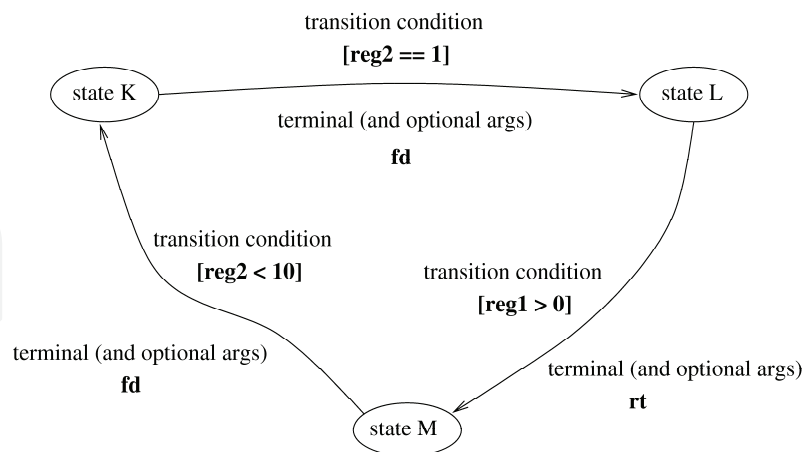 transition condition
[reg2 == 1]
state K
state L
terminal (and optional args)
fd
transition condition
[reg2 < 10]
transition condition
[reg1 > 0]
terminal (and optional args)
fd
terminal (and optional args)
rt
state M